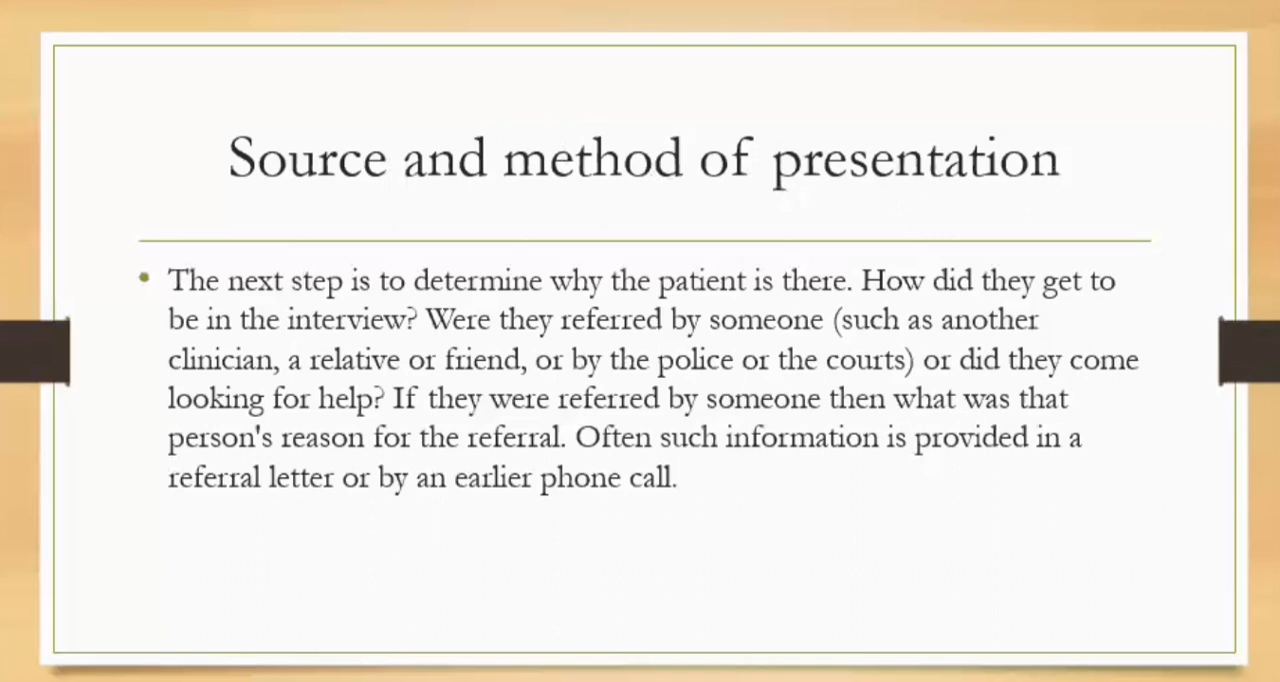 Source and method of presentation
• The next step is to determine why the patient is there. How did they get to
be in the interview? Were they referred by someone (such as another
clinician, a relative or friend, or by the police or the courts) or did they come
looking for help? If they were referred by someone then what was that
person's reason for the referral. Often such information is provided in a
referral letter or by an earlier phone call.